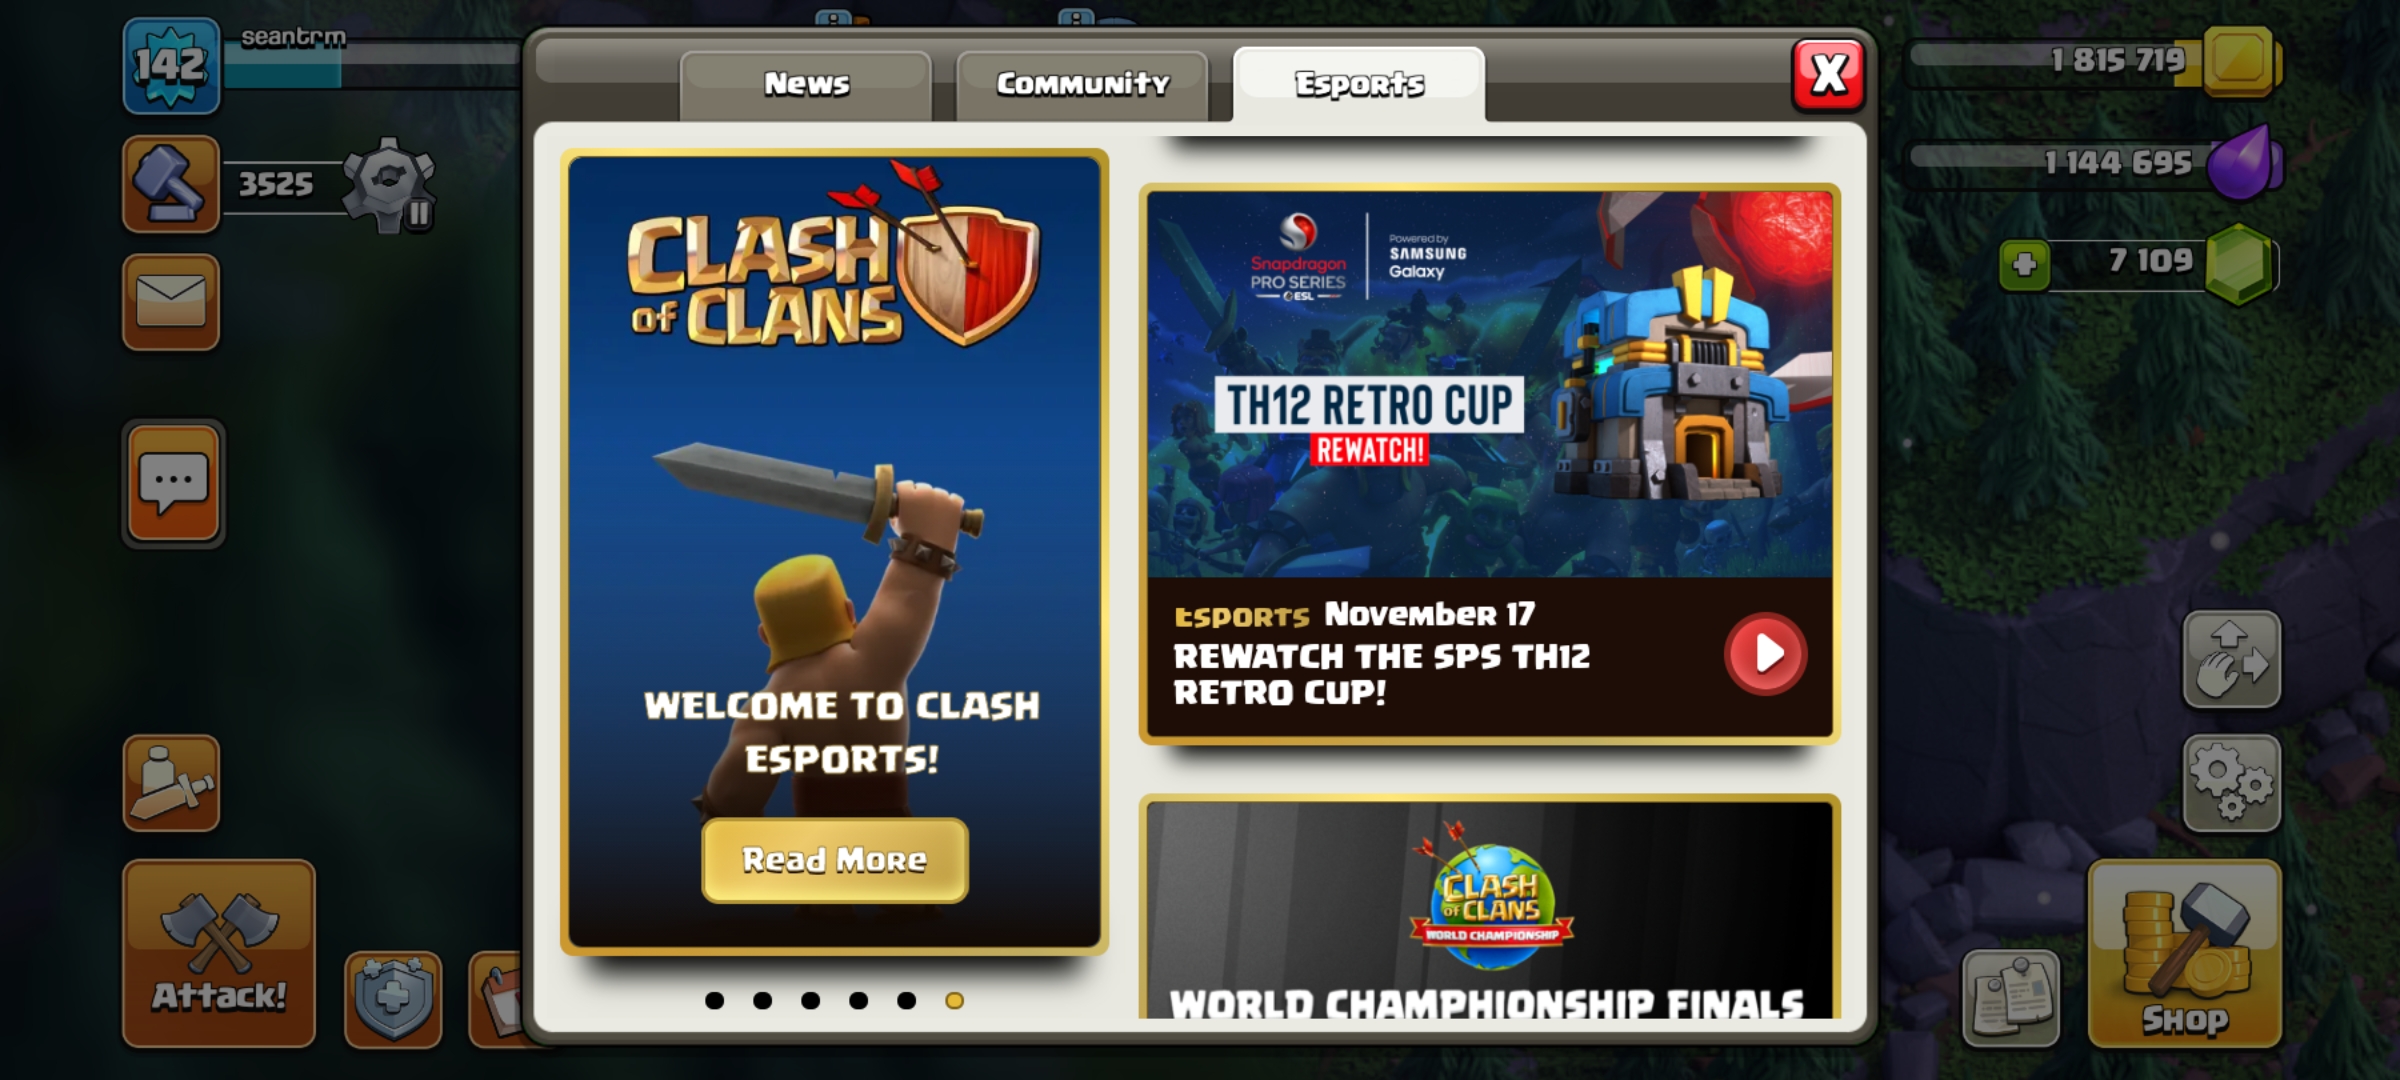 142
seantrm
3525
News
Community
Esports
X
1 815 719
1 144 695
7 109
CLASH
OF CLANS
WELCOME TO CLASH
ESPORTS!
Read More
Snapdragon
PRO SERIES
ESL
Powered by
SAMSUNG
Galaxy
TH12 RETRO CUP
REWATCH!
Esports November 17
REWATCH THE SPS TH12
RETRO CUP!
CLASH
OF CLANS
WORLD CHAMPIONSHIP
WORLD CHAMPHIONSHIP FINALS
Attack!
Shop